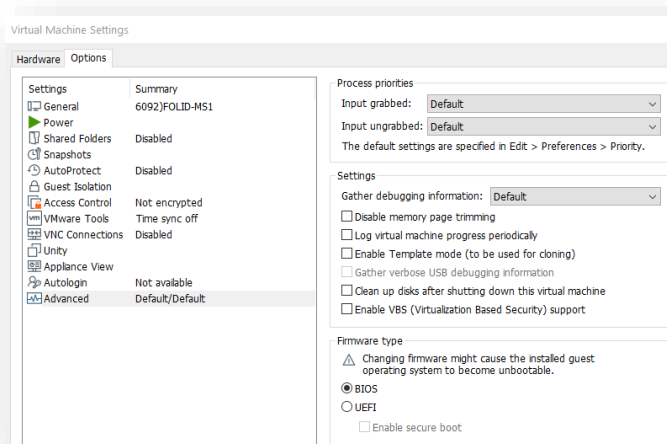 Virtual Machine Settings
Hardware Options
Settings Summary
General 6092)FOLID-MS1
Power
Shared Folders Disabled
Snapshots
AutoProtect Disabled
Guest Isolation
Access Control Not encrypted
vm VMware Tools Time sync off
VNC Connections Disabled
Unity
Appliance View
Autologin Not available
Advanced Default/Default
Process priorities
Input grabbed: Default
Input ungrabbed: Default
The default settings are specified in Edit > Preferences > Priority.
Settings
Gather debugging information: Default
Disable memory page trimming
Log virtual machine progress periodically
Enable Template mode (to be used for cloning)
Gather verbose USB debugging information
Clean up disks after shutting down this virtual machine
Enable VBS (Virtualization Based Security) support
Firmware type
Changing firmware might cause the installed guest
operating system to become unbootable.
BIOS
UEFI
Enable secure boot